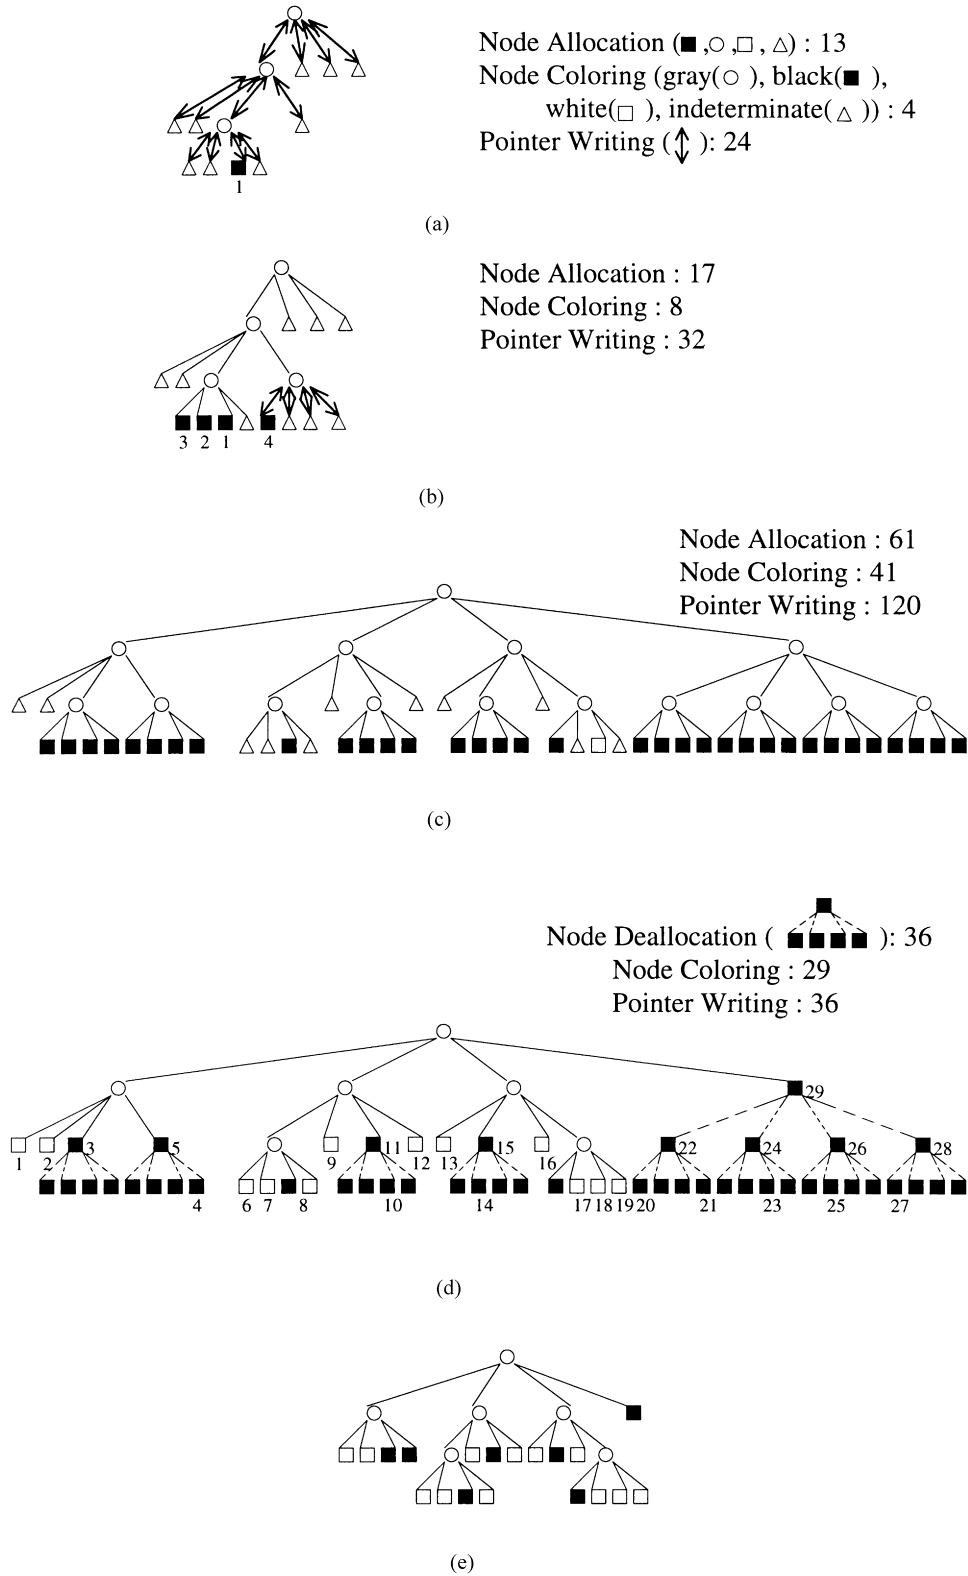 Node Allocation (■ ,○ ,□ , △) : 13
Node Coloring (gray(○ ), black(■ ),
white(□ ), indeterminate( △ )) : 4
Pointer Writing (↕ ): 24
1
(a)
Node Allocation : 17
Node Coloring : 8
Pointer Writing : 32
3 2 1 4
(b)
Node Allocation : 61
Node Coloring : 41
Pointer Writing : 120
(c)
Node Deallocation ( ): 36
Node Coloring : 29
Pointer Writing : 36
29
1 2 3 5 9 11 12 13 15 16 22 24 26 28
4 6 7 8 10 14 17 18 19 20 21 23 25 27
(d)
(e)